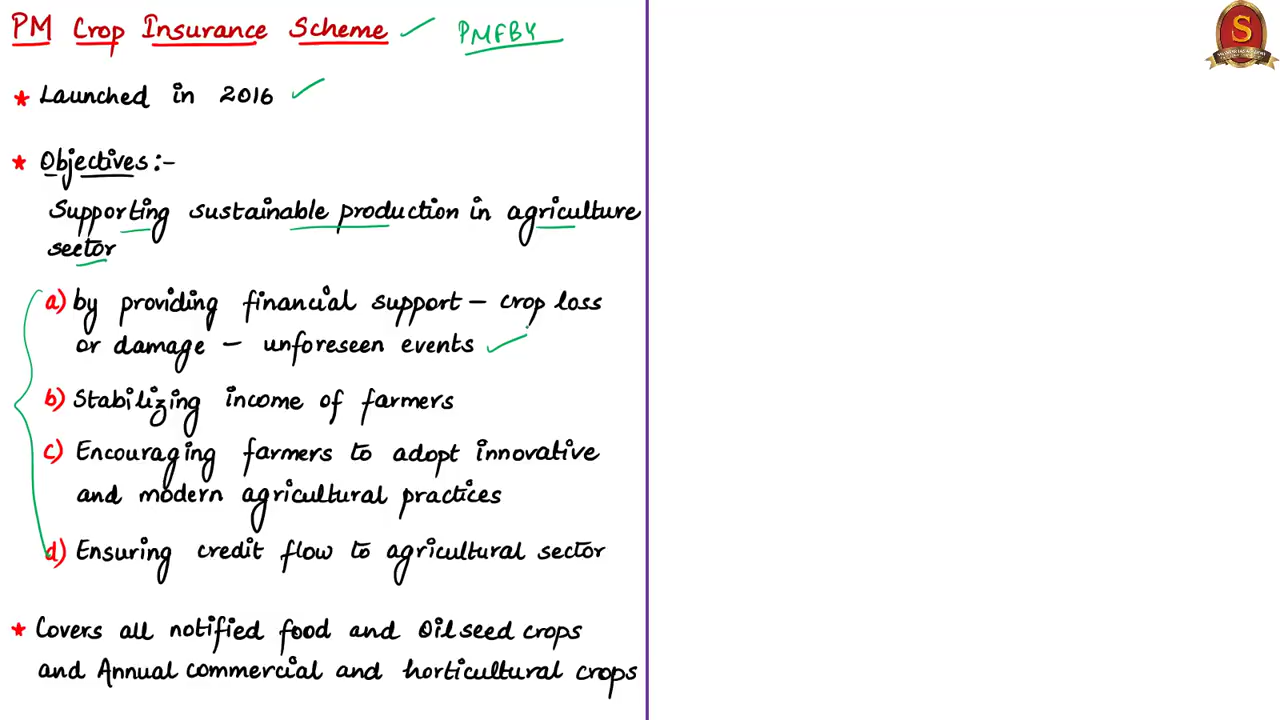 PM Crop Insurance Scheme PMFBY
* Launched in 2016
* Objectives:-
Supporting sustainable production in agriculture
sector
a) by providing financial support - crop loss
or damage - unforeseen events
b) Stabilizing income of farmers
c) Encouraging farmers to adopt innovative
and modern agricultural practices
d) Ensuring credit flow to agricultural sector
* Covers all notified food and Oilseed crops
and Annual commercial and horticultural crops
S